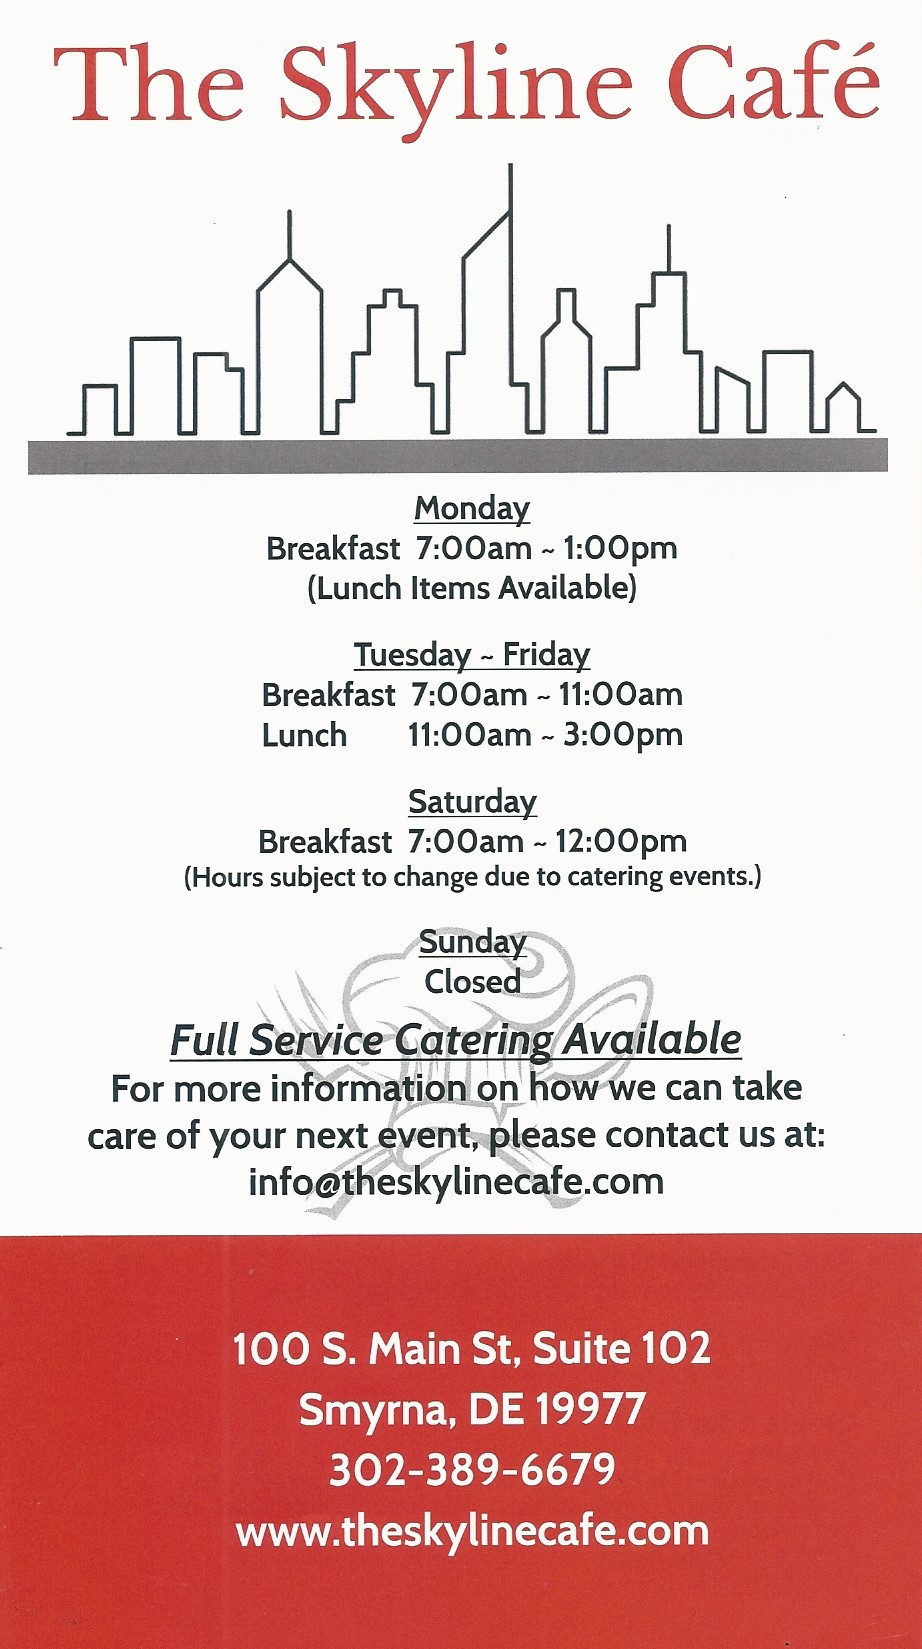 The Skyline Café
Monday
Breakfast 7:00am ~ 1:00pm
(Lunch Items Available)
Tuesday ~ Friday
Breakfast 7:00am ~ 11:00am
Lunch 11:00am ~ 3:00pm
Saturday
Breakfast 7:00am ~ 12:00pm
(Hours subject to change due to catering events.)
Sunday
Closed
Full Service Catering Available
For more information on how we can take
care of your next event, please contact us at:
info@theskylinecafe.com
100 S. Main St, Suite 102
Smyrna, DE 19977
302-389-6679
www.theskylinecafe.com